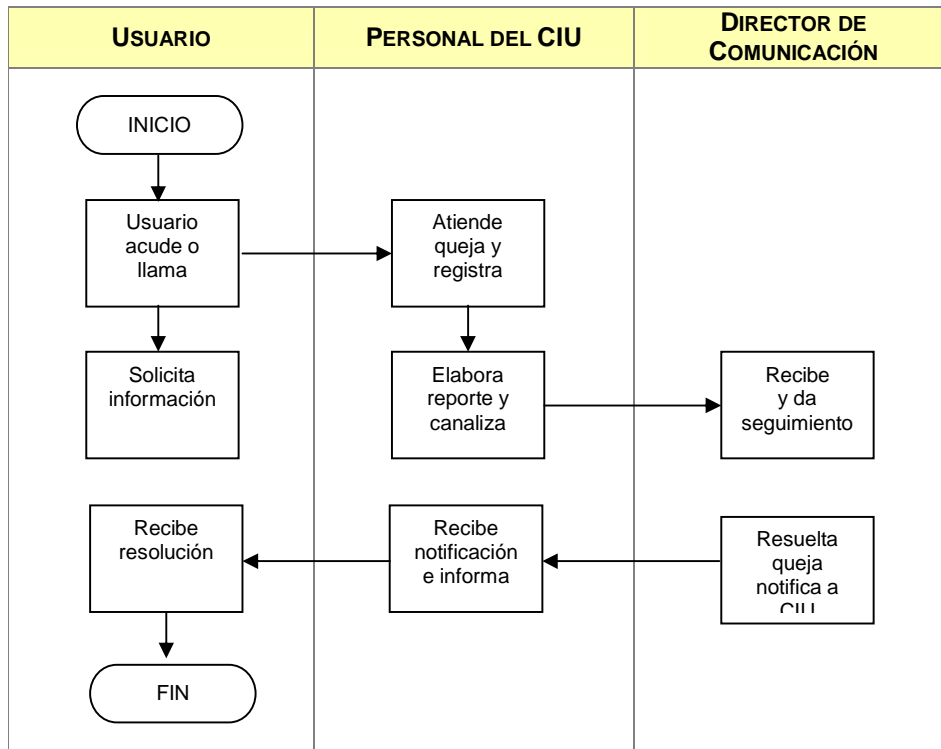 USUARIO
PERSONAL DEL CIU
DIRECTOR DE
COMUNICACIÓN
INICIO
Usuario
acude o
llama
Atiende
queja y
registra
Solicita
información
Elabora
reporte y
canaliza
Recibe
y da
seguimiento
Recibe
resolución
Recibe
notificación
e informa
Resuelta
queja
notifica a
CIU
FIN